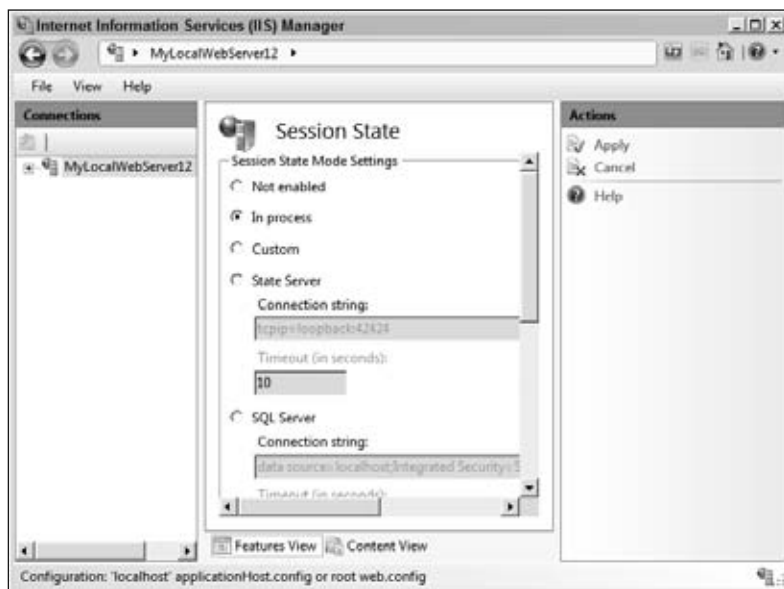 Internet Information Services (IIS) Manager
MyLocalWebServer12
File View Help
Connections
MyLocalWebServer12
Session State
Session State Mode Settings
Not enabled
In process
Custom
State Server
Connection string:
tcpip=loopback:42424
Timeout (in seconds):
10
SQL Server
Connection string:
data source=localhost;Integrated Security=S
Timeout (in seconds):
Features View Content View
Actions
Apply
Cancel
Help
Configuration: 'localhost' applicationHost.config or root web.config